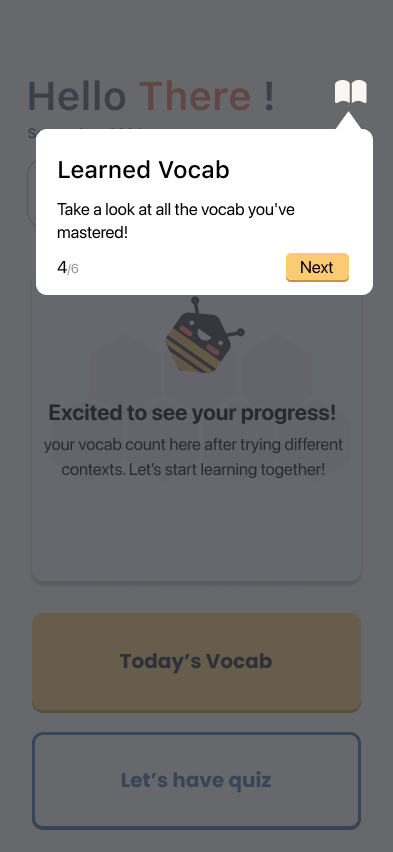 Hello There !
Learned Vocab
Take a look at all the vocab you've
mastered!
4/6
Next
Excited to see your progress!
your vocab count here after trying different
contexts. Let's start learning together!
Today's Vocab
Let's have quiz